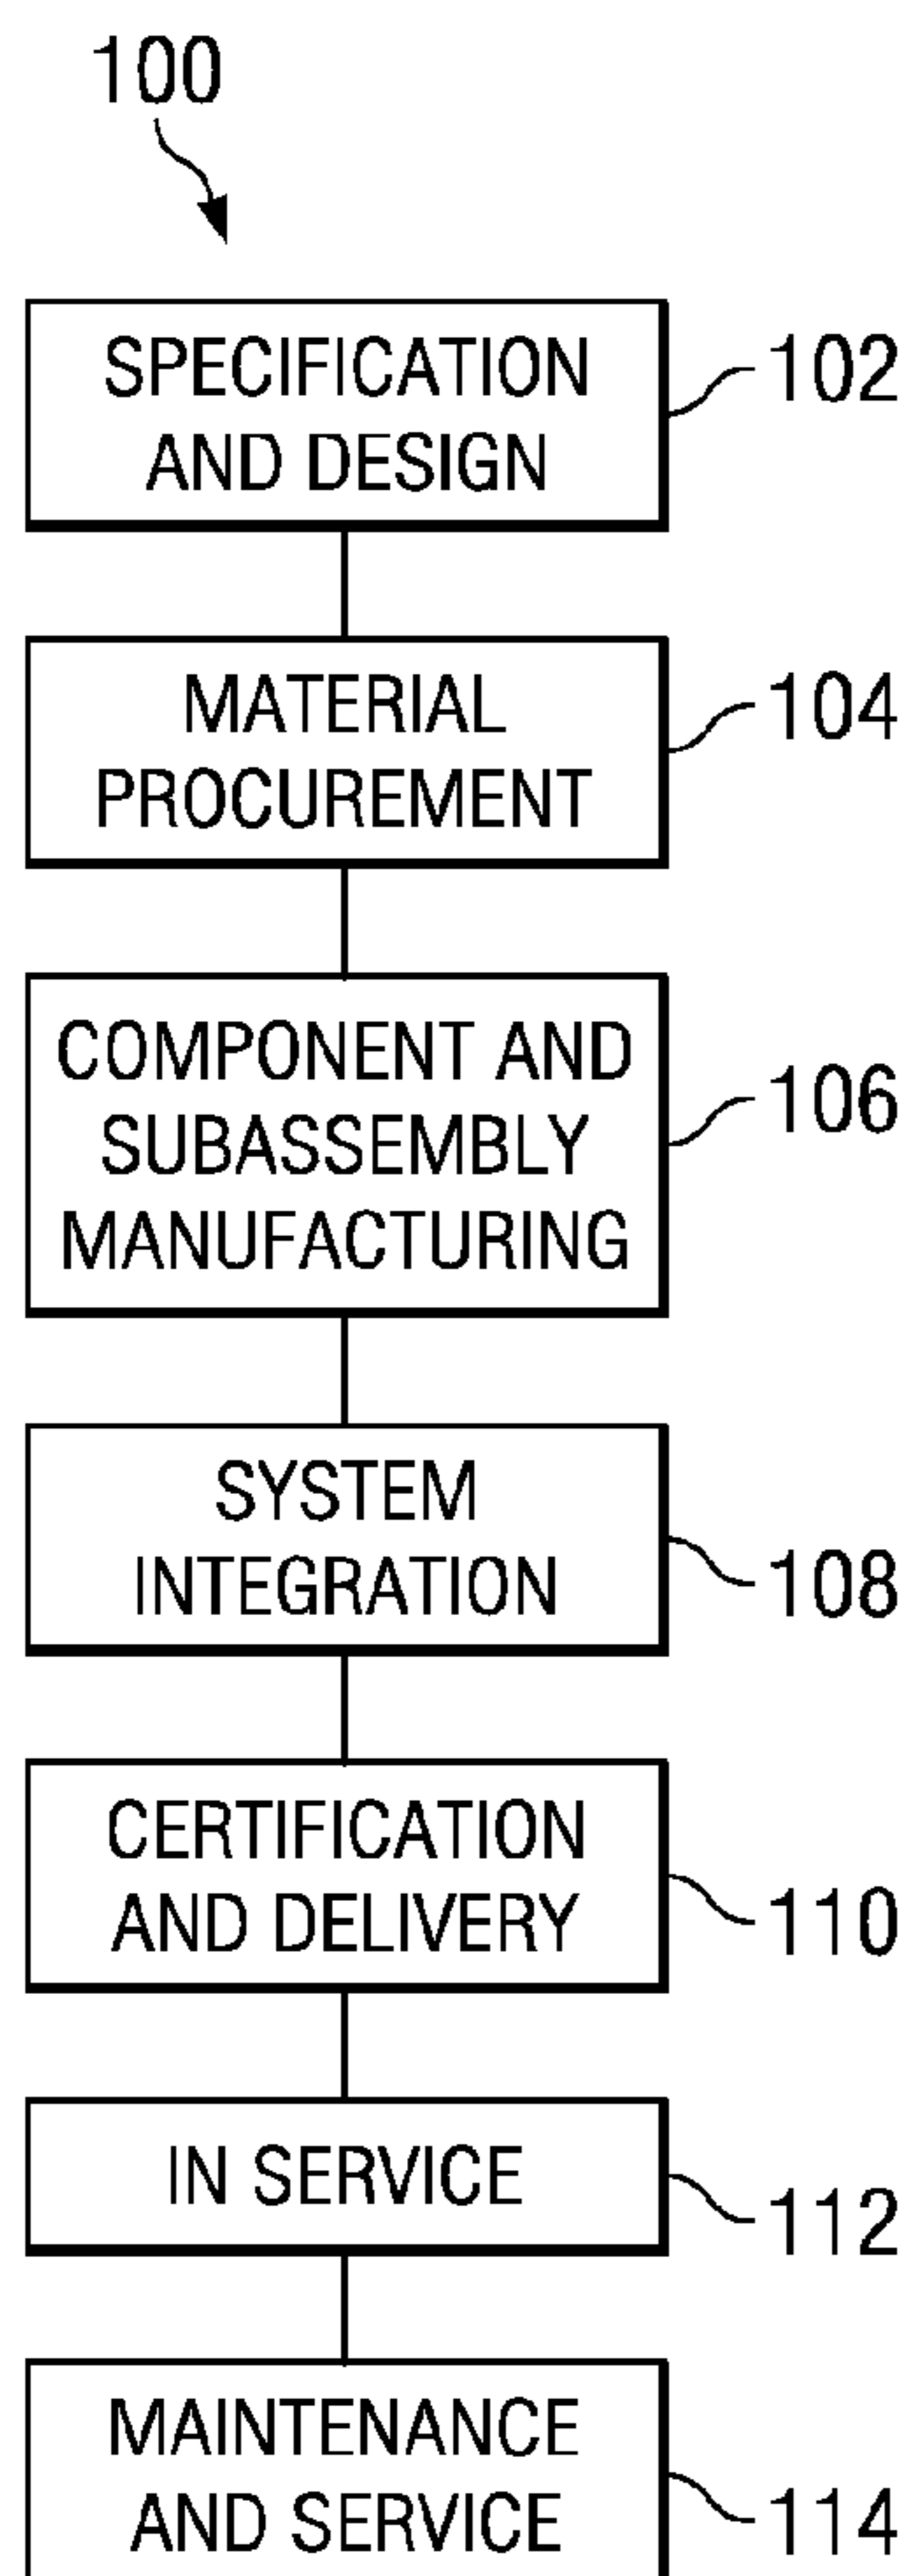 100
SPECIFICATION
AND DESIGN
102
MATERIAL
PROCUREMENT
104
COMPONENT AND
SUBASSEMBLY
MANUFACTURING
106
SYSTEM
INTEGRATION
108
CERTIFICATION
AND DELIVERY
110
IN SERVICE
112
MAINTENANCE
AND SERVICE
114